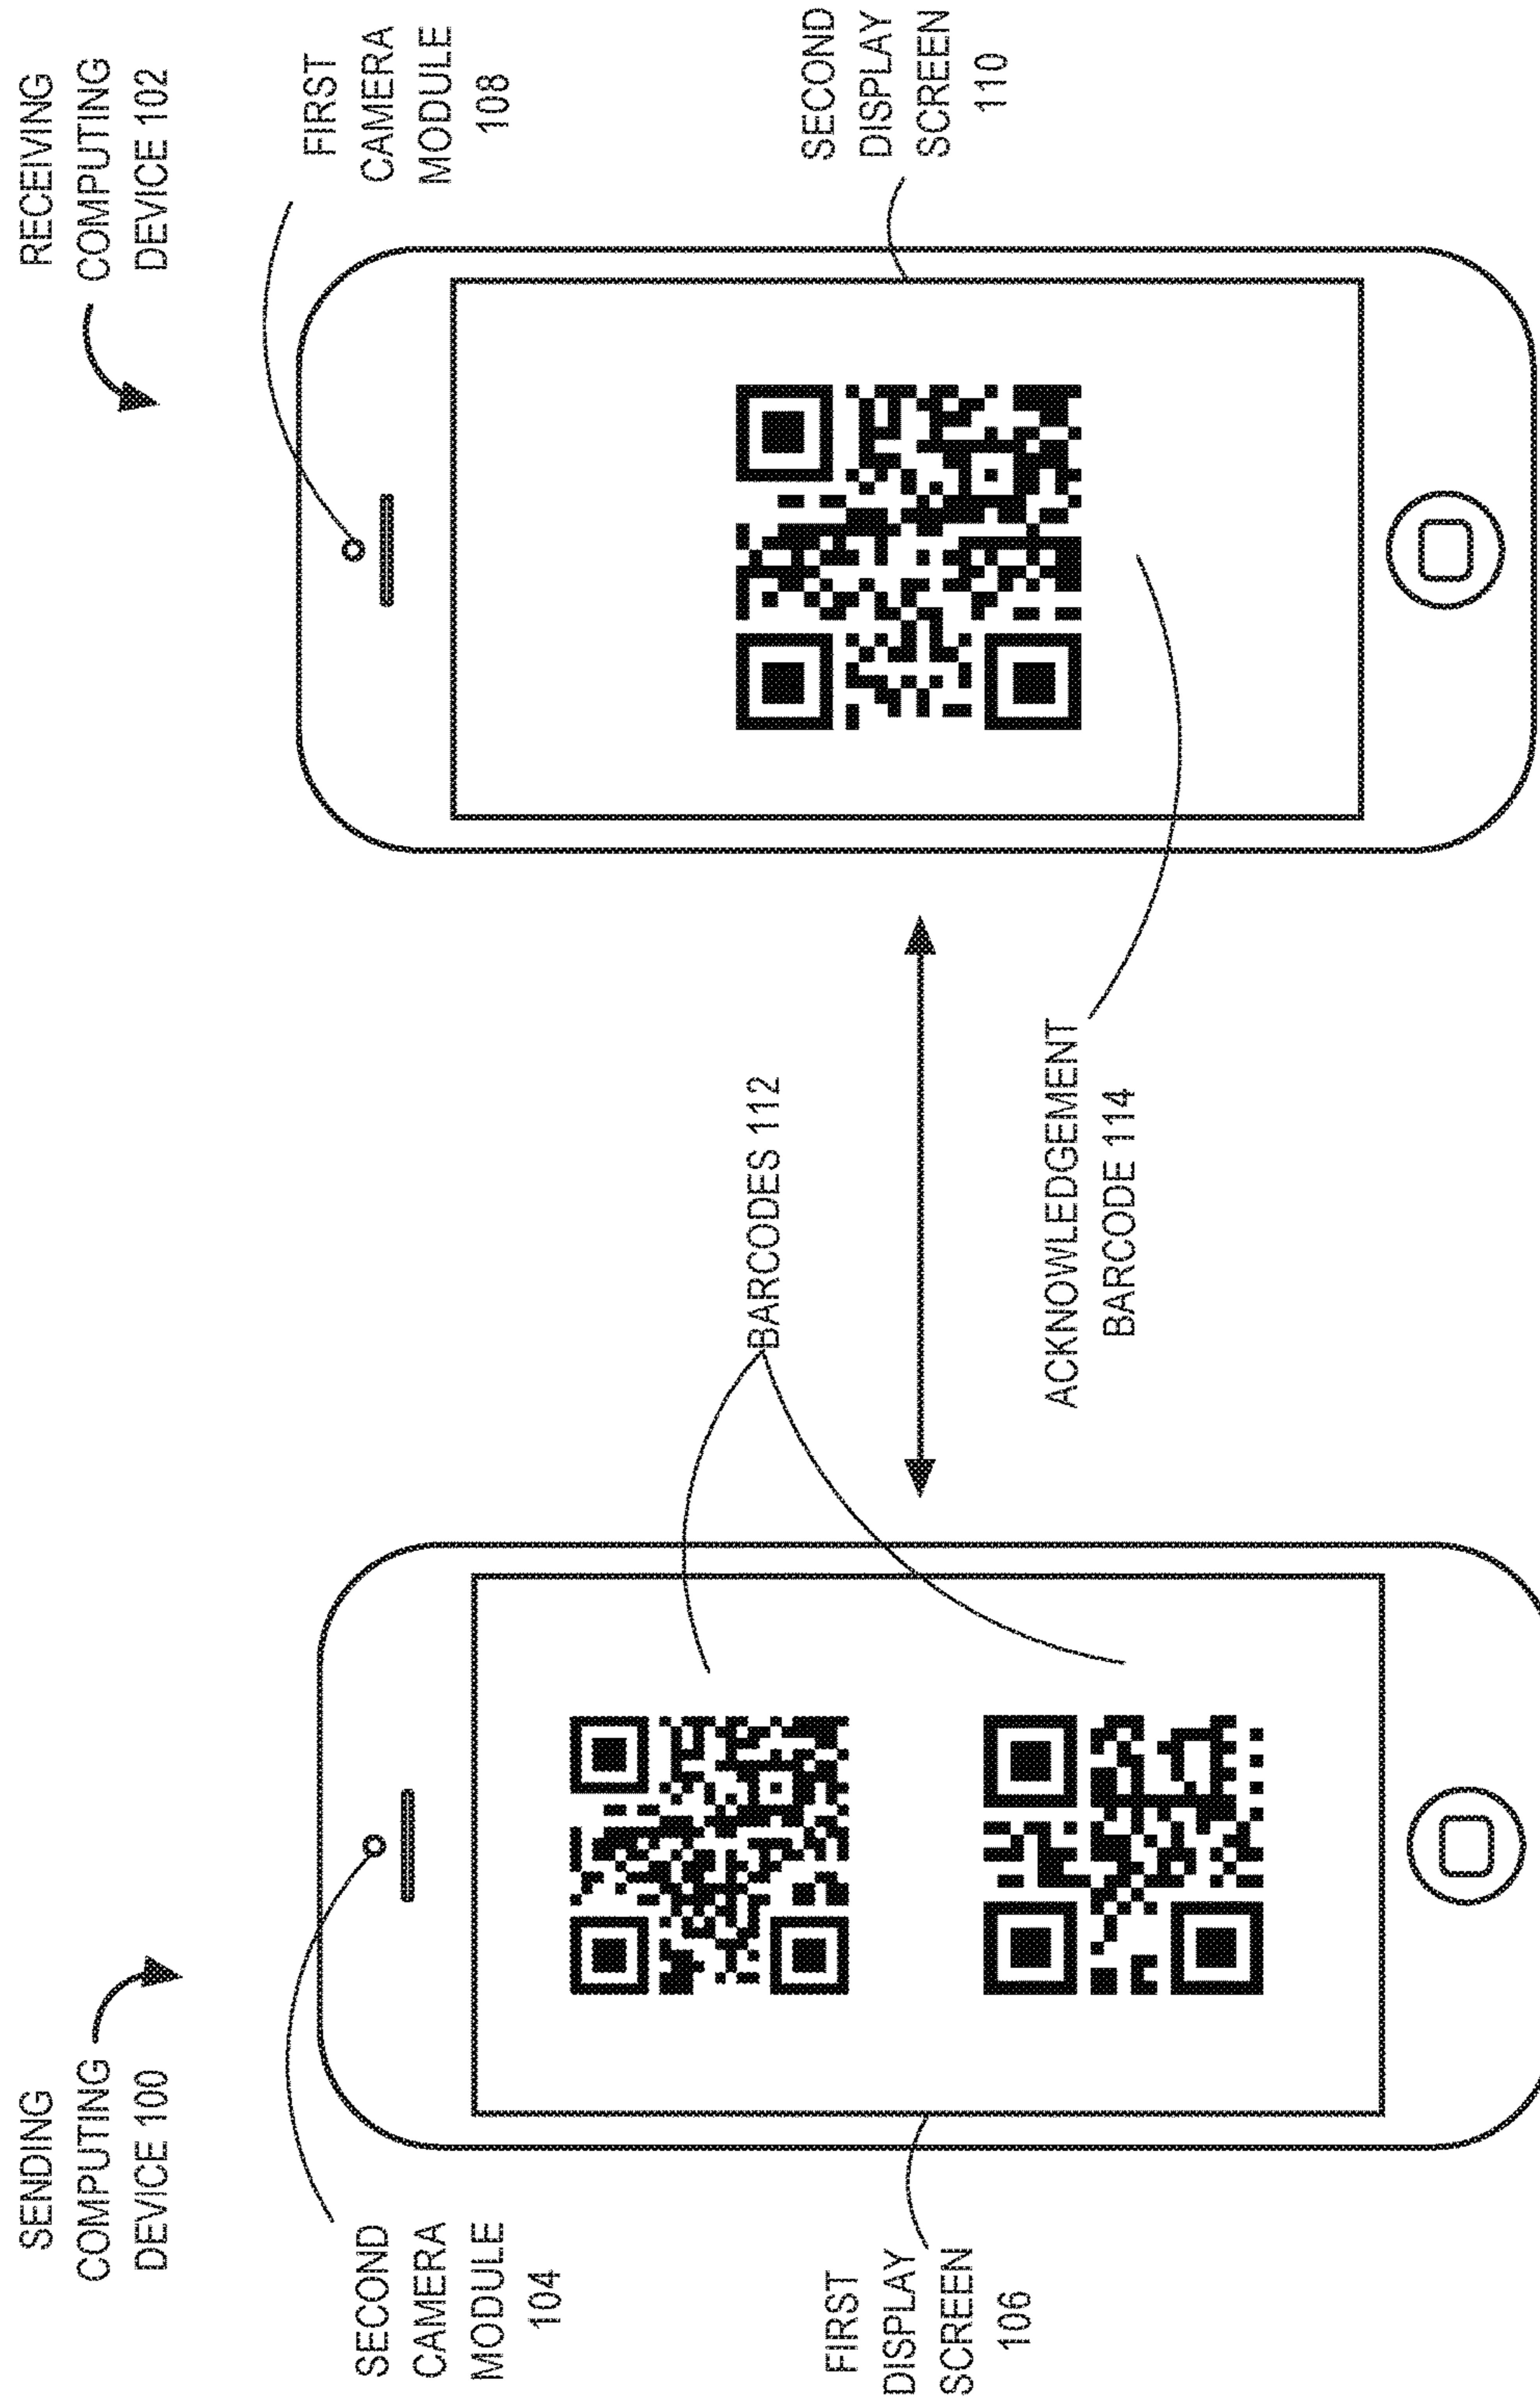 SENDING
COMPUTING
DEVICE 100
SECOND
CAMERA
MODULE
104
FIRST
DISPLAY
SCREEN
106
BARCODES 112
ACKNOWLEDGEMENT
BARCODE 114
RECEIVING
COMPUTING
DEVICE 102
FIRST
CAMERA
MODULE
108
SECOND
DISPLAY
SCREEN
110